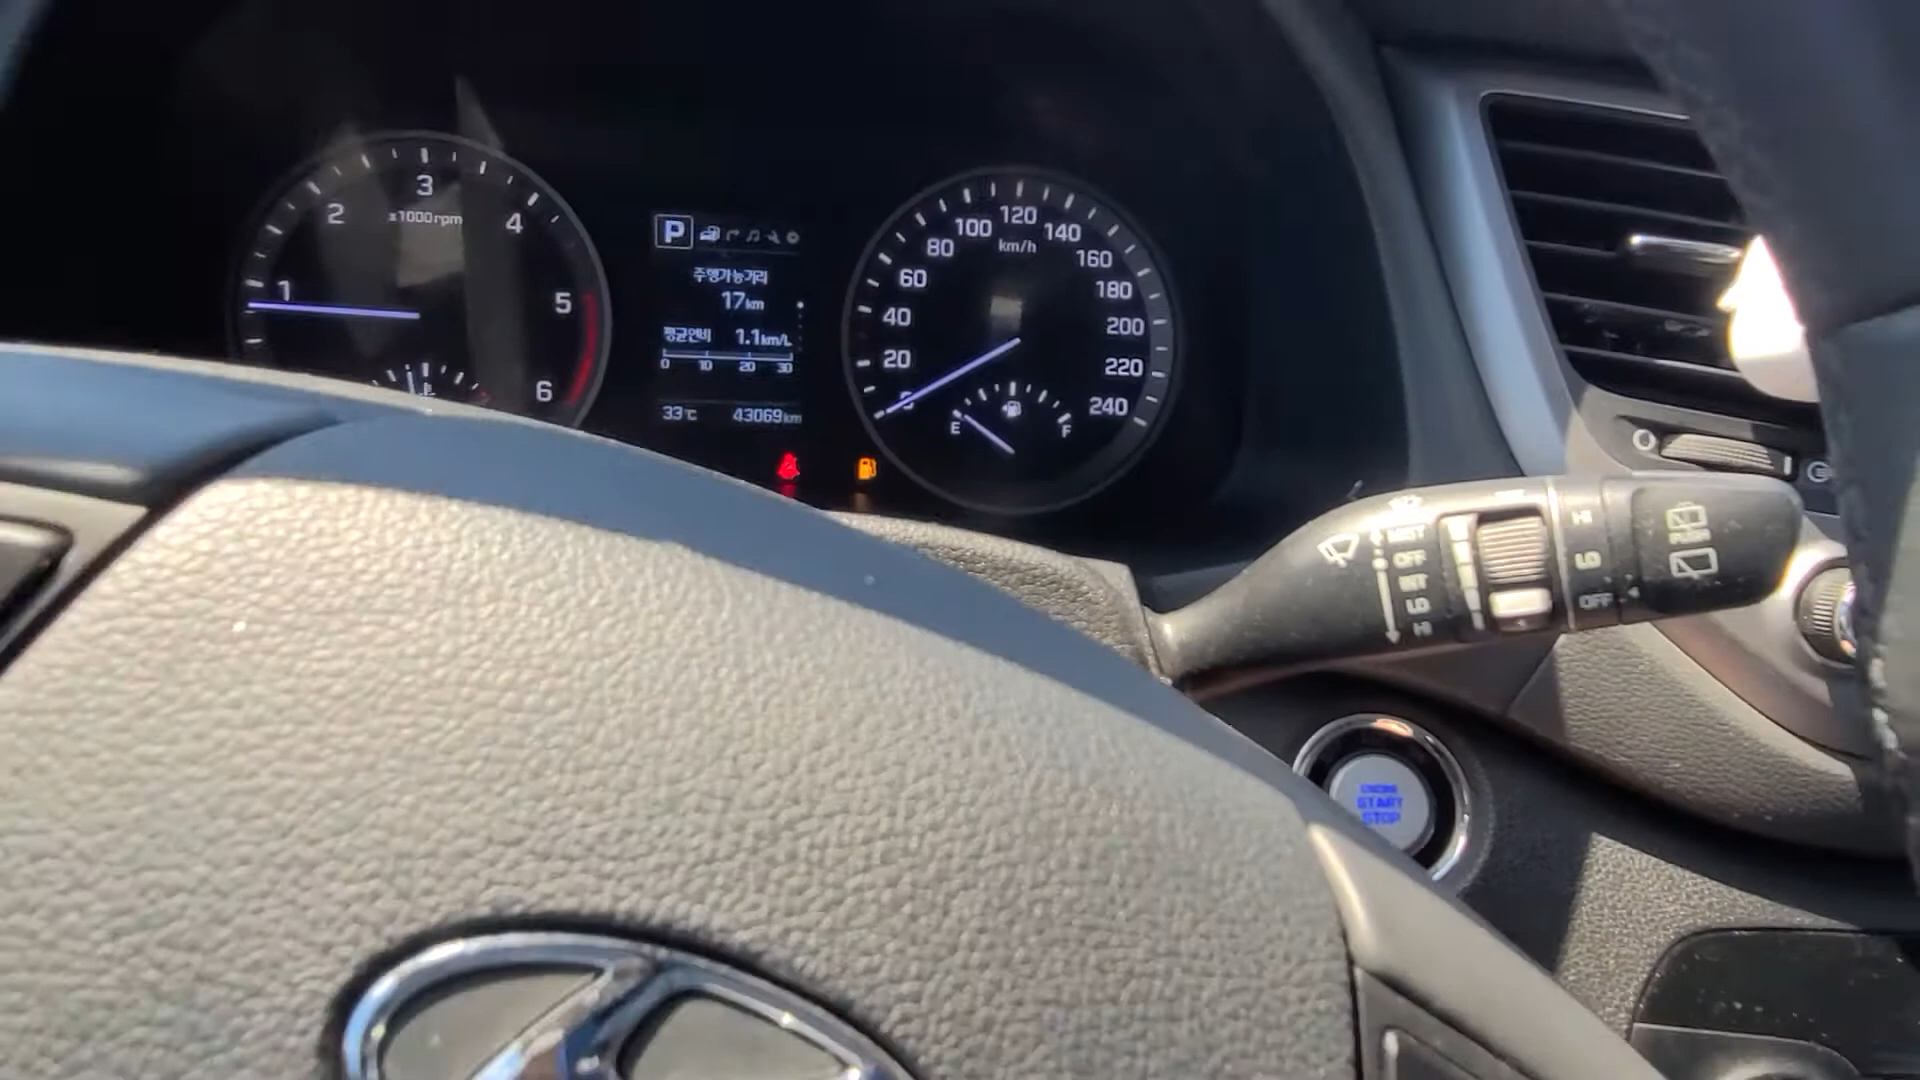 1
2
3
4
5
6
x1000rpm
P
주행가능거리
17km
평균연비 1.1km/L
0 10 20 30
33℃ 43069km
20
40
60
80
100
120
140
160
180
200
220
240
km/h
E F
MIST
OFF
INT
LO
HI
HI
LO
OFF
PUSH
ENGINE
START
STOP